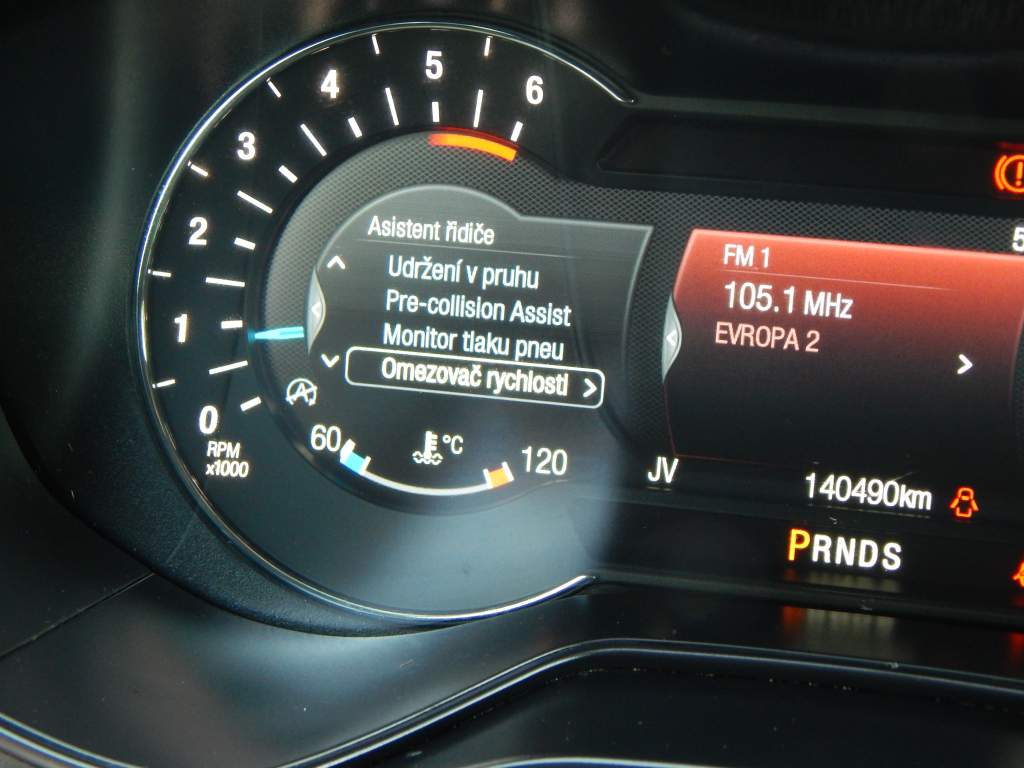 6
5
4
3
2
1
0
RPM
x1000
Asistent řidiče
Udržení v pruhu
Pre-collision Assist
Monitor tlaku pneu
Omezovač rychlosti
60
°C
120
5
FM 1
105.1 MHz
EVROPA 2
JV
140490km
PRNDS